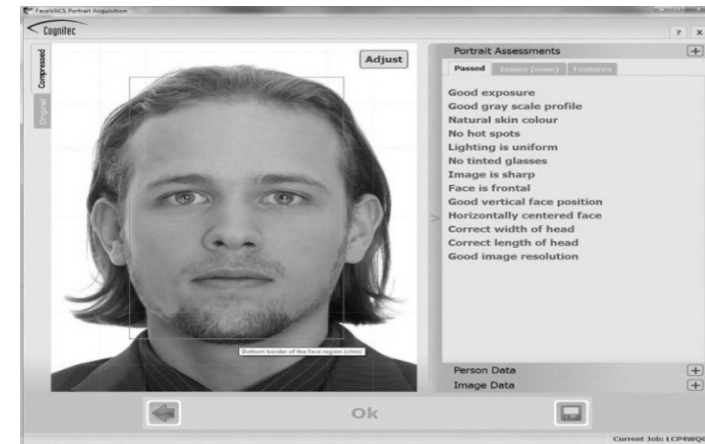 FaceVACS Portrait Acquisition
Cognitec
? X
Compressed
Original
Adjust
Portrait Assessments +
Passed Issues (none) Features
Good exposure
Good gray scale profile
Natural skin colour
No hot spots
Lighting is uniform
No tinted glasses
Image is sharp
Face is frontal
Good vertical face position
> Horizontally centered face
Correct width of head
Correct length of head
Good image resolution
Bottom border of the face region (chin)
Person Data +
Image Data +
Ok
Current Job: LCP4WQ6